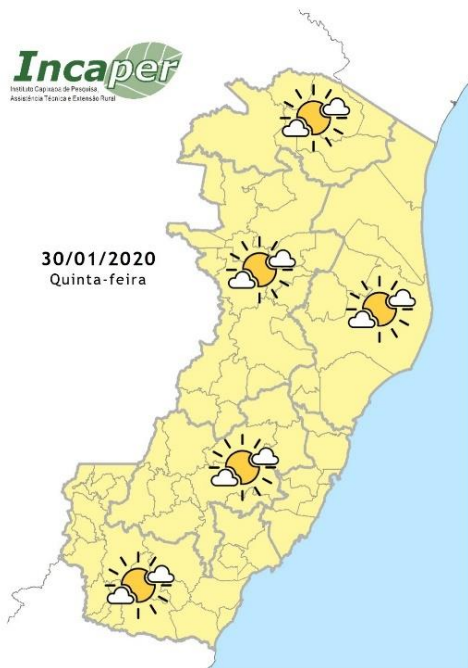 Incaper
Instituto Capixaba de Pesquisa,
Assistência Técnica e Extensão Rural
30/01/2020
Quinta-feira